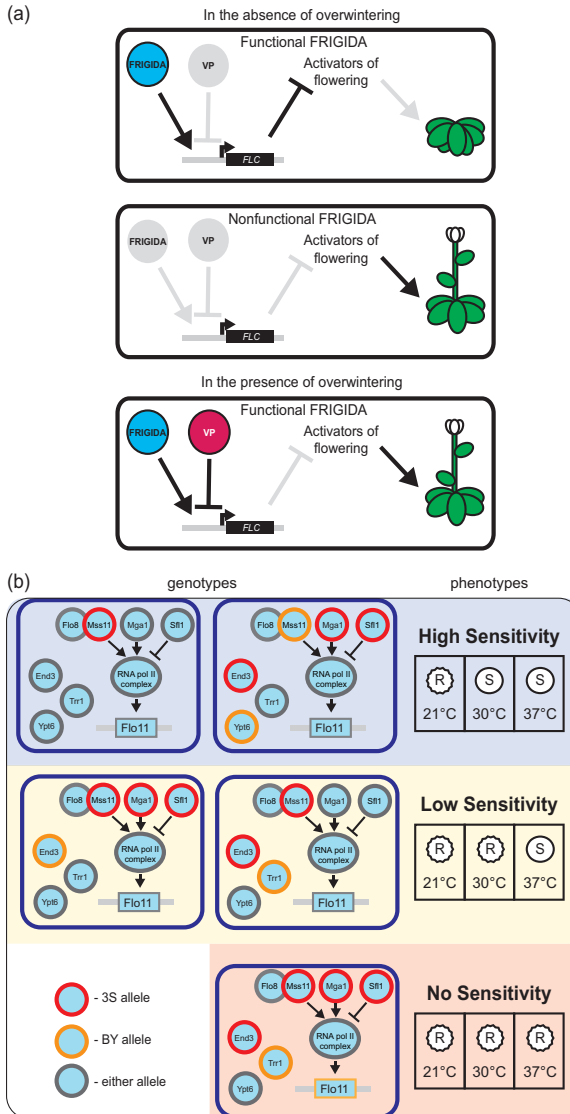 (a)
In the absence of overwintering
Functional FRIGIDA
FRIGIDA
VP
Activators of
flowering
FLC
Nonfunctional FRIGIDA
FRIGIDA
VP
Activators of
flowering
FLC
In the presence of overwintering
Functional FRIGIDA
FRIGIDA
VP
Activators of
flowering
FLC
(b)
genotypes
phenotypes
Flo8 Mss11 Mga1 Sfl1
End3
RNA pol II
complex
Trr1
Ypt6
Flo11
Flo8 Mss11 Mga1 Sfl1
End3
RNA pol II
complex
Trr1
Ypt6
Flo11
High Sensitivity
R S S
21°C 30°C 37°C
Flo8 Mss11 Mga1 Sfl1
End3
RNA pol II
complex
Trr1
Ypt6
Flo11
Flo8 Mss11 Mga1 Sfl1
End3
RNA pol II
complex
Trr1
Ypt6
Flo11
Low Sensitivity
R R S
21°C 30°C 37°C
- 3S allele
- BY allele
- either allele
Flo8 Mss11 Mga1 Sfl1
End3
RNA pol II
complex
Trr1
Ypt6
Flo11
No Sensitivity
R R R
21°C 30°C 37°C